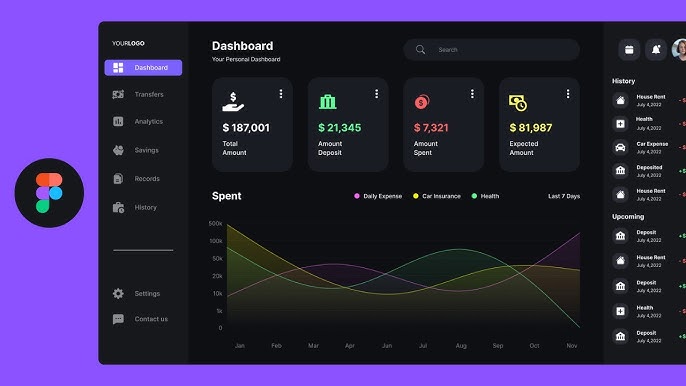 YOURLOGO
Dashboard
Transfers
Analytics
Savings
Records
History
Settings
Contact us
Dashboard
Your Personal Dashboard
Search
$ 187,001
Total
Amount
$ 21,345
Amount
Deposit
$ 7,321
Amount
Spent
$ 81,987
Expected
Amount
Spent
Daily Expense
Car Insurance
Health
Last 7 Days
500k
100k
50k
20k
10k
5k
0
Jan
Feb
Mar
Apr
Jun
Jul
Aug
Sep
Oct
Nov
History
House Rent
July 4,2022
- $
Health
July 4,2022
- $
Car Expense
July 4,2022
- $
Deposited
July 4,2022
+$
House Rent
July 4,2022
- $
Upcoming
Deposit
July 4,2022
+$
House Rent
July 4,2022
- $
Deposit
July 4,2022
+$
Health
July 4,2022
- $
Deposit
July 4,2022
+$